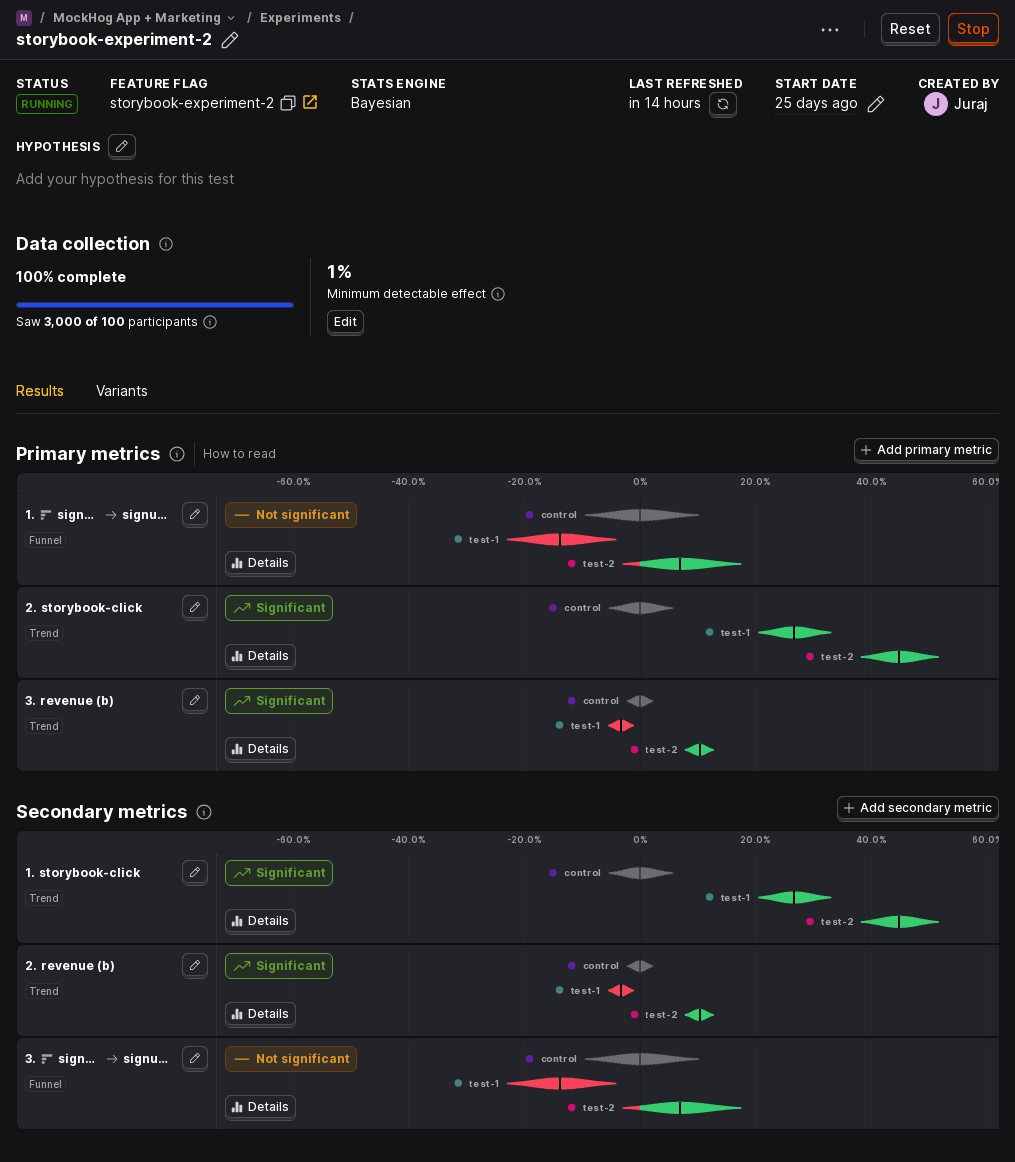 M / MockHog App + Marketing / Experiments /
storybook-experiment-2
Reset Stop
STATUS FEATURE FLAG STATS ENGINE LAST REFRESHED START DATE CREATED BY
RUNNING storybook-experiment-2 Bayesian in 14 hours 25 days ago J Juraj
HYPOTHESIS
Add your hypothesis for this test
Data collection
100% complete
1%
Minimum detectable effect
Saw 3,000 of 100 participants
Edit
Results Variants
Primary metrics How to read Add primary metric
-60.0% -40.0% -20.0% 0% 20.0% 40.0% 60.0%
1. sign... signu... Not significant control
Funnel test-1
Details test-2
2. storybook-click Significant control
Trend test-1
Details test-2
3. revenue (b) Significant control
Trend test-1
Details test-2
Secondary metrics Add secondary metric
-60.0% -40.0% -20.0% 0% 20.0% 40.0% 60.0%
1. storybook-click Significant control
Trend test-1
Details test-2
2. revenue (b) Significant control
Trend test-1
Details test-2
3. sign... signu... Not significant control
Funnel test-1
Details test-2